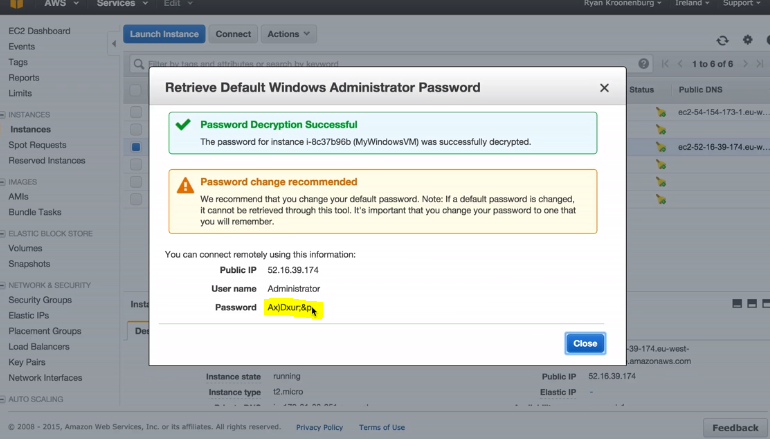 AWS Services Edit Ryan Kroonenburg Ireland Support
EC2 Dashboard
Events
Tags
Reports
Limits
INSTANCES
Instances
Spot Requests
Reserved Instances
IMAGES
AMIs
Bundle Tasks
ELASTIC BLOCK STORE
Volumes
Snapshots
NETWORK & SECURITY
Security Groups
Elastic IPs
Placement Groups
Load Balancers
Key Pairs
Network Interfaces
AUTO SCALING
Launch Instance Connect Actions
Filter by tags and attributes or search by keyword
1 to 6 of 6
Status Public DNS
ec2-54-154-173-1.eu-w...
ec2-52-16-39-174.eu-w...
Retrieve Default Windows Administrator Password
Password Decryption Successful
The password for instance i-8c37b96b (MyWindowsVM) was successfully decrypted.
Password change recommended
We recommend that you change your default password. Note: If a default password is changed,
it cannot be retrieved through this tool. It's important that you change your password to one that
you will remember.
You can connect remotely using this information:
Public IP 52.16.39.174
User name Administrator
Password Ax)Dxur;&p
Close
-39-174.eu-west-
.amazonaws.com
Instance state running Public IP 52.16.39.174
Instance type t2.micro Elastic IP -
© 2008 - 2015, Amazon Web Services, Inc. or its affiliates. All rights reserved. Privacy Policy Terms of Use
Feedback